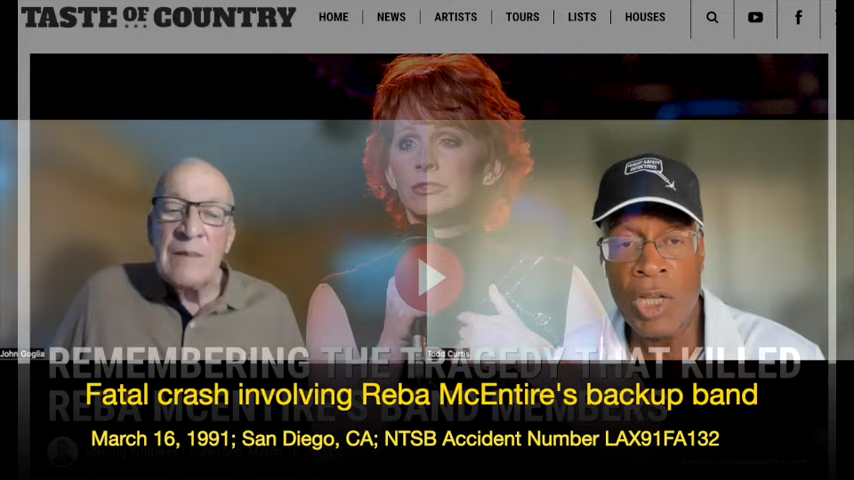 TASTE OF COUNTRY
HOME
NEWS
ARTISTS
TOURS
LISTS
HOUSES
John Goglia
Todd Curtis
REMEMBERING THE TRAGEDY THAT KILLED
REBA MCENTIRE'S BAND MEMBERS
Fatal crash involving Reba McEntire's backup band
March 16, 1991; San Diego, CA; NTSB Accident Number LAX91FA132